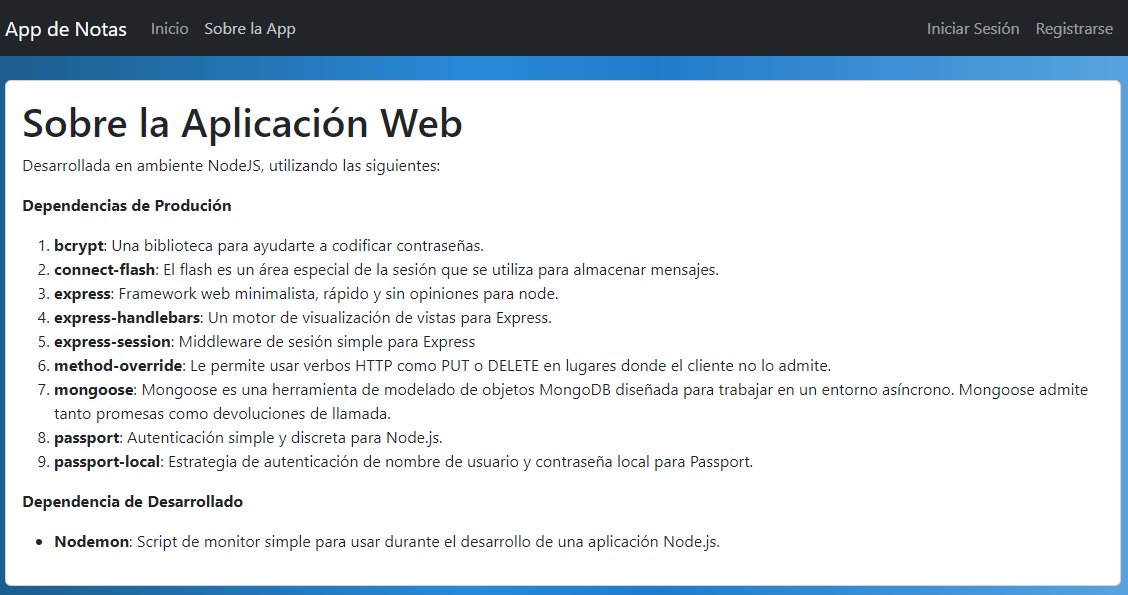 App de Notas Inicio Sobre la App Iniciar Sesión Registrarse
Sobre la Aplicación Web
Desarrollada en ambiente NodeJS, utilizando las siguientes:
Dependencias de Produción
1. bcrypt: Una biblioteca para ayudarte a codificar contraseñas.
2. connect-flash: El flash es un área especial de la sesión que se utiliza para almacenar mensajes.
3. express: Framework web minimalista, rápido y sin opiniones para node.
4. express-handlebars: Un motor de visualización de vistas para Express.
5. express-session: Middleware de sesión simple para Express
6. method-override: Le permite usar verbos HTTP como PUT o DELETE en lugares donde el cliente no lo admite.
7. mongoose: Mongoose es una herramienta de modelado de objetos MongoDB diseñada para trabajar en un entorno asíncrono. Mongoose admite
tanto promesas como devoluciones de llamada.
8. passport: Autenticación simple y discreta para Node.js.
9. passport-local: Estrategia de autenticación de nombre de usuario y contraseña local para Passport.
Dependencia de Desarrollado
• Nodemon: Script de monitor simple para usar durante el desarrollo de una aplicación Node.js.